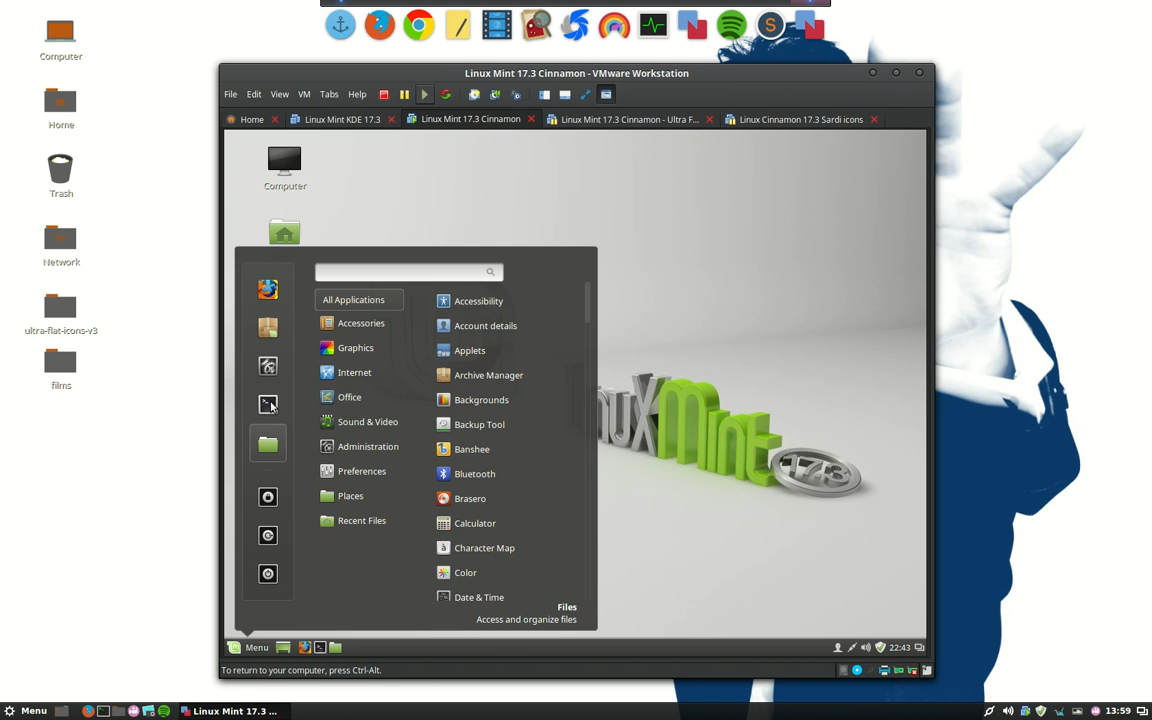 Computer
Home
Trash
Network
ultra-flat-icons-v3
films
Linux Mint 17.3 Cinnamon - VMware Workstation
File Edit View VM Tabs Help
Home
Linux Mint KDE 17.3
Linux Mint 17.3 Cinnamon
Linux Mint 17.3 Cinnamon - Ultra F...
Linux Cinnamon 17.3 Sardi icons
Computer
All Applications
Accessories
Graphics
Internet
Office
Sound & Video
Administration
Preferences
Places
Recent Files
Accessibility
Account details
Applets
Archive Manager
Backgrounds
Backup Tool
Banshee
Bluetooth
Brasero
Calculator
Character Map
Color
Date & Time
Files
Access and organize files
nuxMint
17.3
Menu
22:43
To return to your computer, press Ctrl-Alt.
Menu
Linux Mint 17.3 ...
13:59